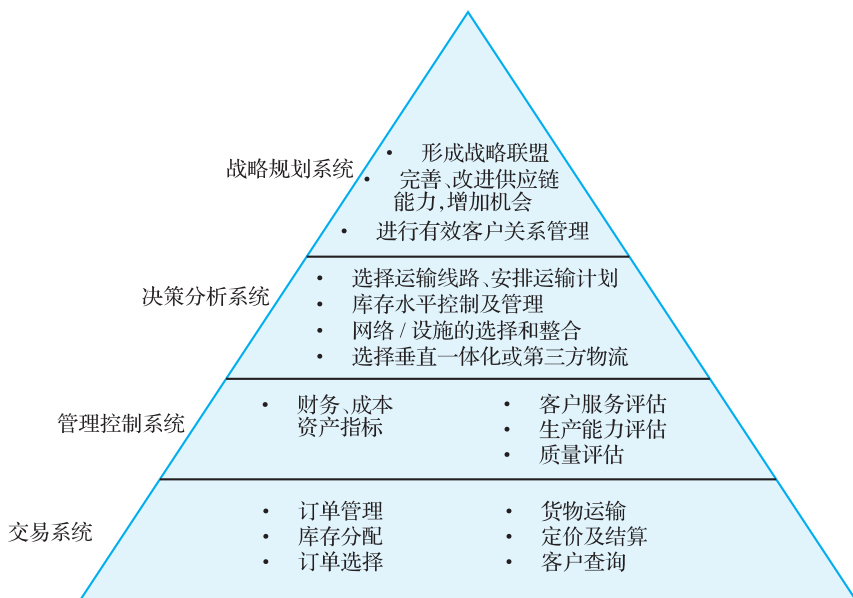 战略规划系统
• 形成战略联盟
• 完善、改进供应链
能力,增加机会
• 进行有效客户关系管理
决策分析系统
• 选择运输线路、安排运输计划
• 库存水平控制及管理
• 网络 / 设施的选择和整合
• 选择垂直一体化或第三方物流
管理控制系统
• 财务、成本
资产指标
• 客户服务评估
• 生产能力评估
• 质量评估
交易系统
• 订单管理
• 库存分配
• 订单选择
• 货物运输
• 定价及结算
• 客户查询